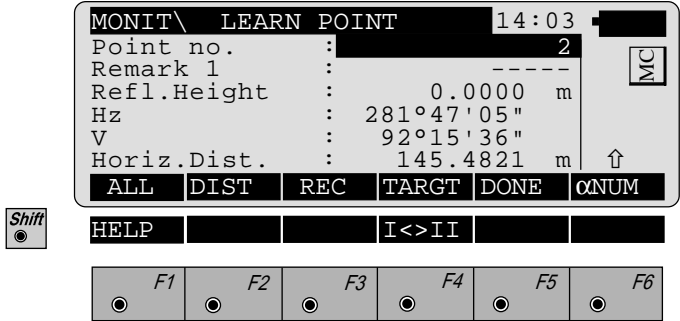 MONIT\ LEARN POINT 14:03
Point no. : 2
MC
Remark 1 : -----
Refl.Height : 0.0000 m
Hz : 281°47'05"
V : 92°15'36"
Horiz.Dist. : 145.4821 m ⇧
ALL DIST REC TARGT DONE αNUM
Shift
HELP I<>II
F1 F2 F3 F4 F5 F6